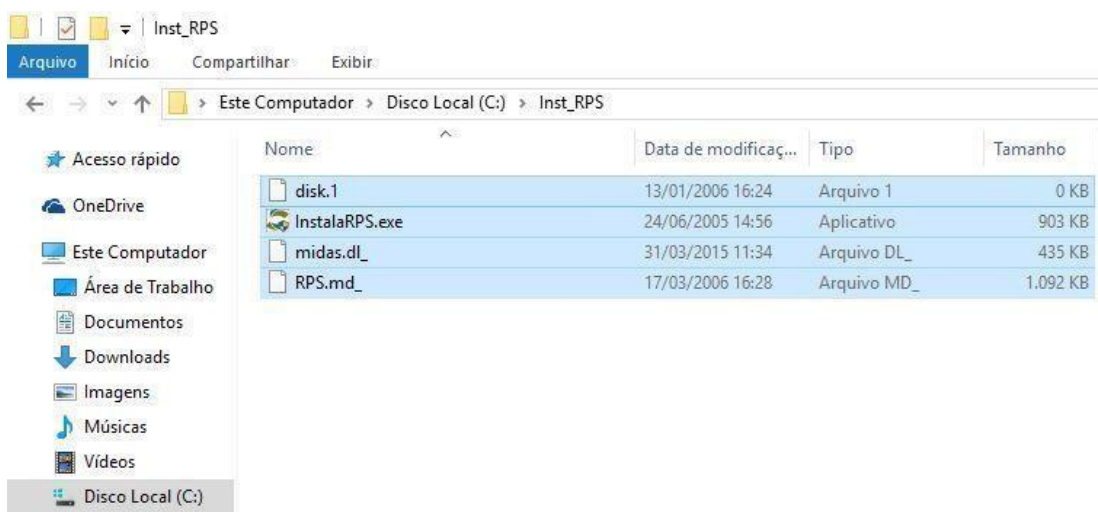 Inst_RPS
Arquivo Início Compartilhar Exibir
Este Computador > Disco Local (C:) > Inst_RPS
Acesso rápido
OneDrive
Este Computador
Área de Trabalho
Documentos
Downloads
Imagens
Músicas
Vídeos
Disco Local (C:)
Nome Data de modificaç... Tipo Tamanho
disk.1 13/01/2006 16:24 Arquivo 1 0 KB
InstalaRPS.exe 24/06/2005 14:56 Aplicativo 903 KB
midas.dl_ 31/03/2015 11:34 Arquivo DL_ 435 KB
RPS.md_ 17/03/2006 16:28 Arquivo MD_ 1.092 KB